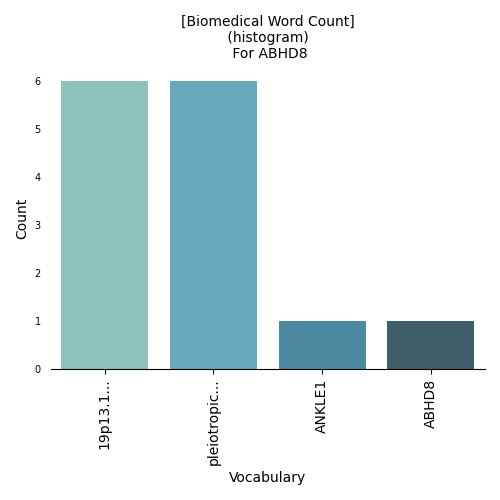 [Biomedical Word Count]
(histogram)
For ABHD8
6
5
4
3
2
1
0
Count
19p13.1...
pleiotropic...
ANKLE1
ABHD8
Vocabulary